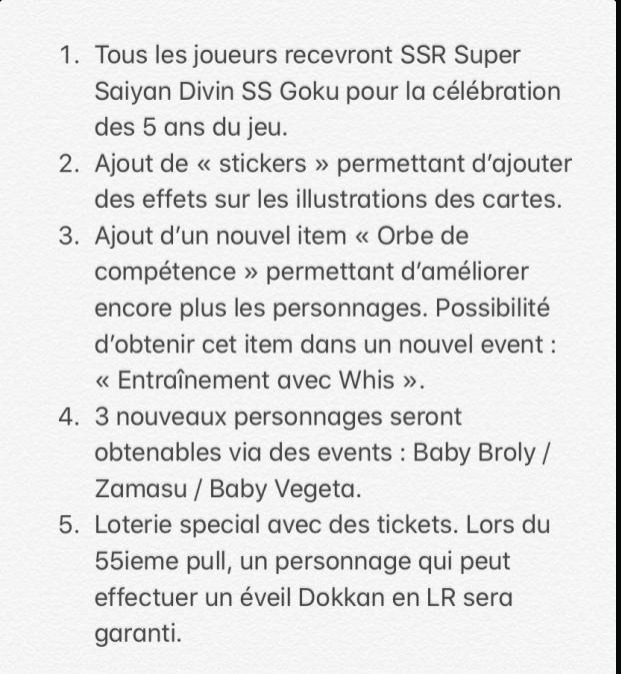 1. Tous les joueurs recevront SSR Super
Saiyan Divin SS Goku pour la célébration
des 5 ans du jeu.
2. Ajout de « stickers » permettant d’ajouter
des effets sur les illustrations des cartes.
3. Ajout d’un nouvel item « Orbe de
compétence » permettant d’améliorer
encore plus les personnages. Possibilité
d’obtenir cet item dans un nouvel event :
« Entraînement avec Whis ».
4. 3 nouveaux personnages seront
obtenables via des events : Baby Broly /
Zamasu / Baby Vegeta.
5. Loterie special avec des tickets. Lors du
55ieme pull, un personnage qui peut
effectuer un éveil Dokkan en LR sera
garanti.